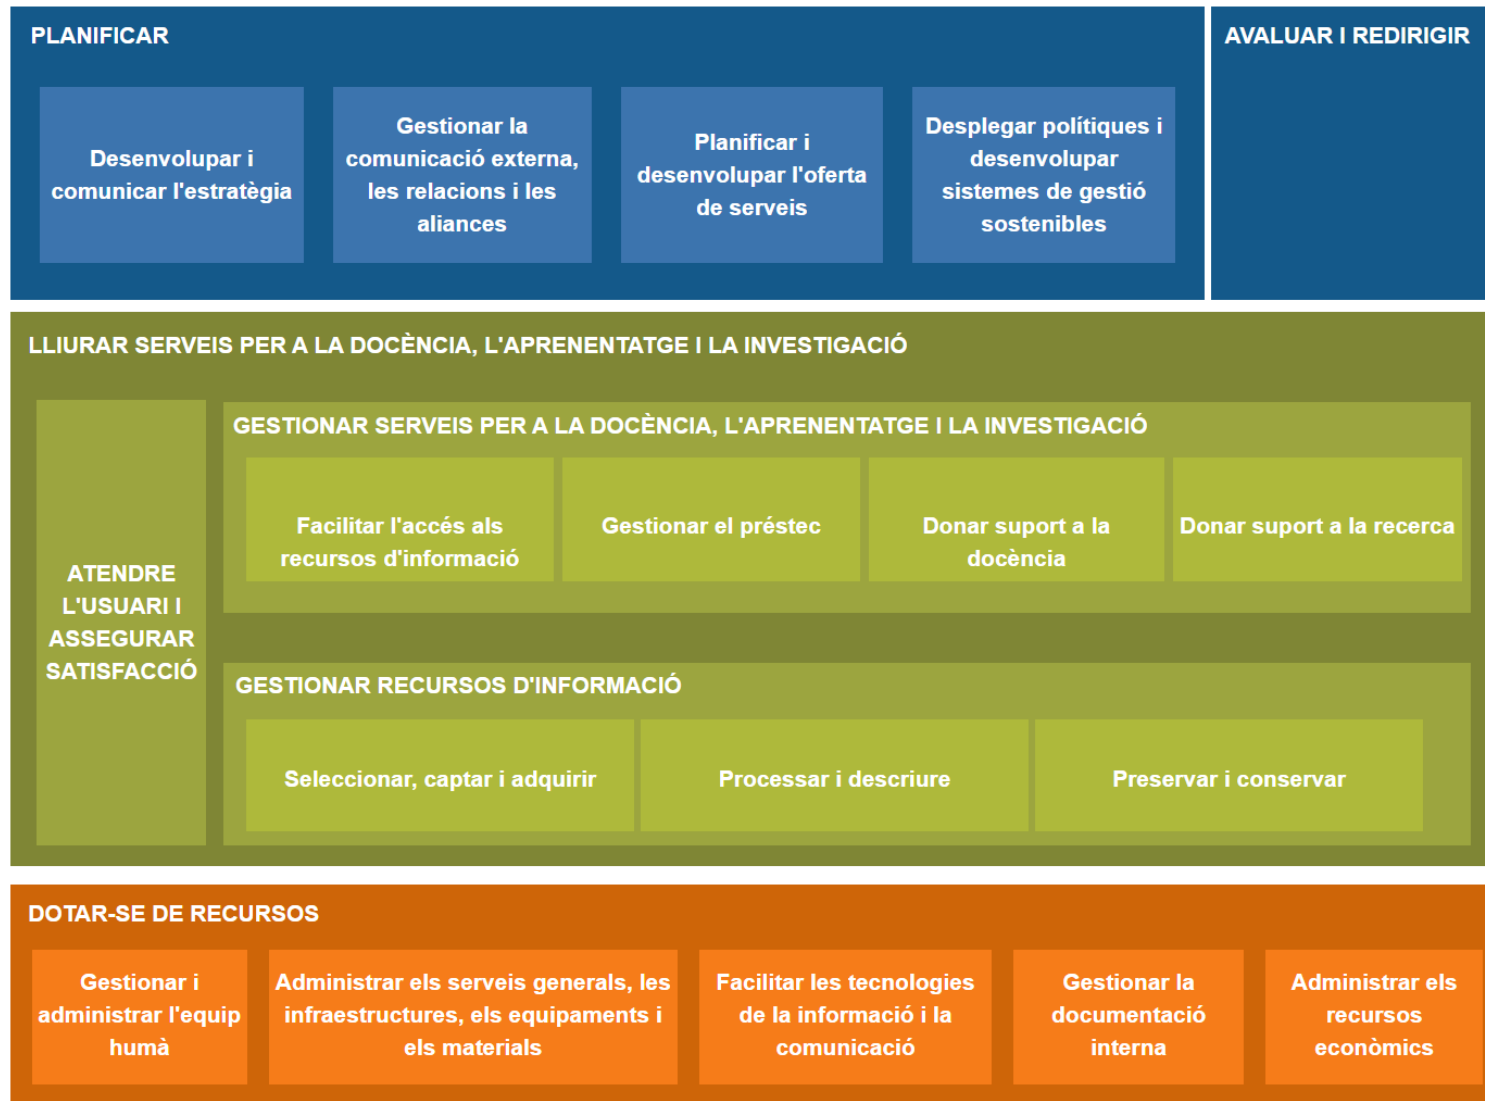 PLANIFICAR
Desenvolupar i
comunicar l'estratègia
Gestionar la
comunicació externa,
les relacions i les
aliances
Planificar i
desenvolupar l'oferta
de serveis
Desplegar polítiques i
desenvolupar
sistemes de gestió
sostenibles
AVALUAR I REDIRIGIR
LLIURAR SERVEIS PER A LA DOCÈNCIA, L'APRENENTATGE I LA INVESTIGACIÓ
ATENDRE
L'USUARI I
ASSEGURAR
SATISFACCIÓ
GESTIONAR SERVEIS PER A LA DOCÈNCIA, L'APRENENTATGE I LA INVESTIGACIÓ
Facilitar l'accés als
recursos d'informació
Gestionar el préstec
Donar suport a la
docència
Donar suport a la recerca
GESTIONAR RECURSOS D'INFORMACIÓ
Seleccionar, captar i adquirir
Processar i descriure
Preservar i conservar
DOTAR-SE DE RECURSOS
Gestionar i
administrar l'equip
humà
Administrar els serveis generals, les
infraestructures, els equipaments i
els materials
Facilitar les tecnologies
de la informació i la
comunicació
Gestionar la
documentació
interna
Administrar els
recursos
econòmics